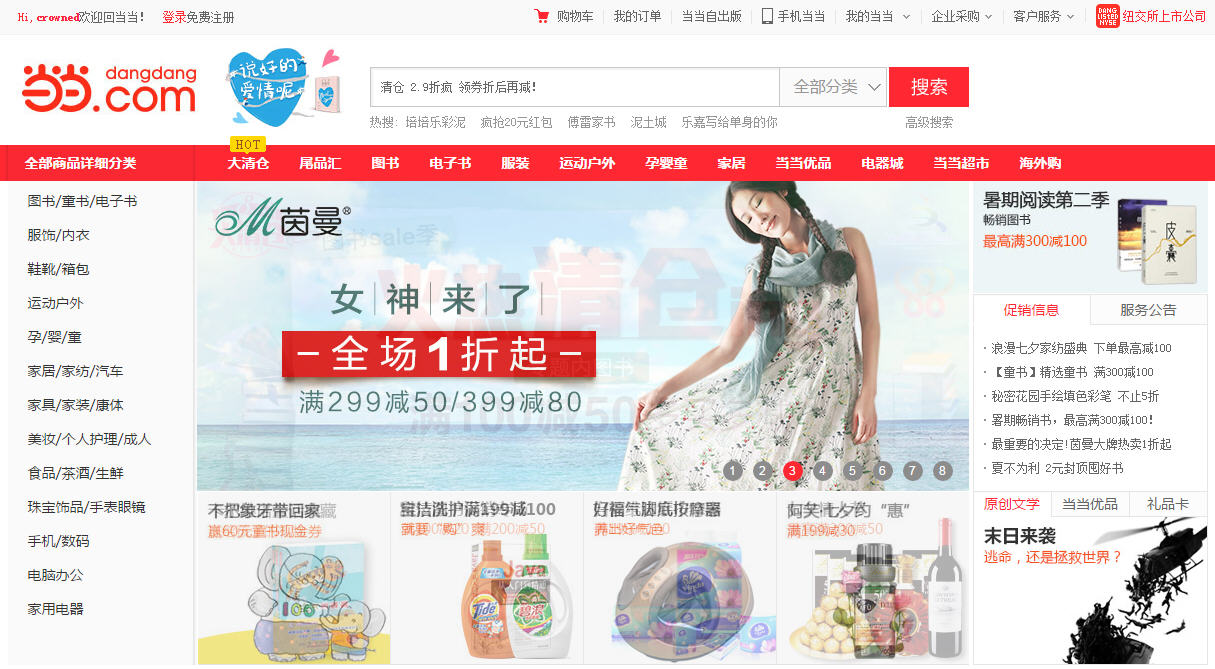 Hi, crowned欢迎回当当! 登录免费注册
购物车 我的订单 当当自出版 手机当当 我的当当 企业采购 客户服务 DANG LISTED NYSE 纽交所上市公司
当当.dangdang
com
说好的
爱情呢
清仓 2.9折疯 领券折后再减!
全部分类
搜索
热搜: 培培乐彩泥 疯抢20元红包 傅雷家书 泥土城 乐嘉写给单身的你
高级搜索
HOT
全部商品详细分类 大清仓 尾品汇 图书 电子书 服装 运动户外 孕婴童 家居 当当优品 电器城 当当超市 海外购
图书/童书/电子书
服饰/内衣
鞋靴/箱包
运动户外
孕/婴/童
家居/家纺/汽车
家具/家装/康体
美妆/个人护理/成人
食品/茶酒/生鲜
珠宝饰品/手表眼镜
手机/数码
电脑办公
家用电器
茵曼®
女神来了
全场1折起
满299减50/399减80
1 2 3 4 5 6 7 8
不把象牙带回家
赢60元童书现金券
100
蜜洁洗护满199减100
Tide
碧浪
好福气脚底按摩器
养出好气色
满199减30
暑期阅读第二季
畅销图书
最高满300减100
皮囊
促销信息 服务公告
· 浪漫七夕家纺盛典 下单最高减100
· 【童书】精选童书 满300减100
· 秘密花园手绘填色彩笔 不止5折
· 暑期畅销书，最高满300减100!
· 最重要的决定!茵曼大牌热卖1折起
· 夏不为利 2元封顶囤好书
原创文学 当当优品 礼品卡
末日来袭
逃命，还是拯救世界？